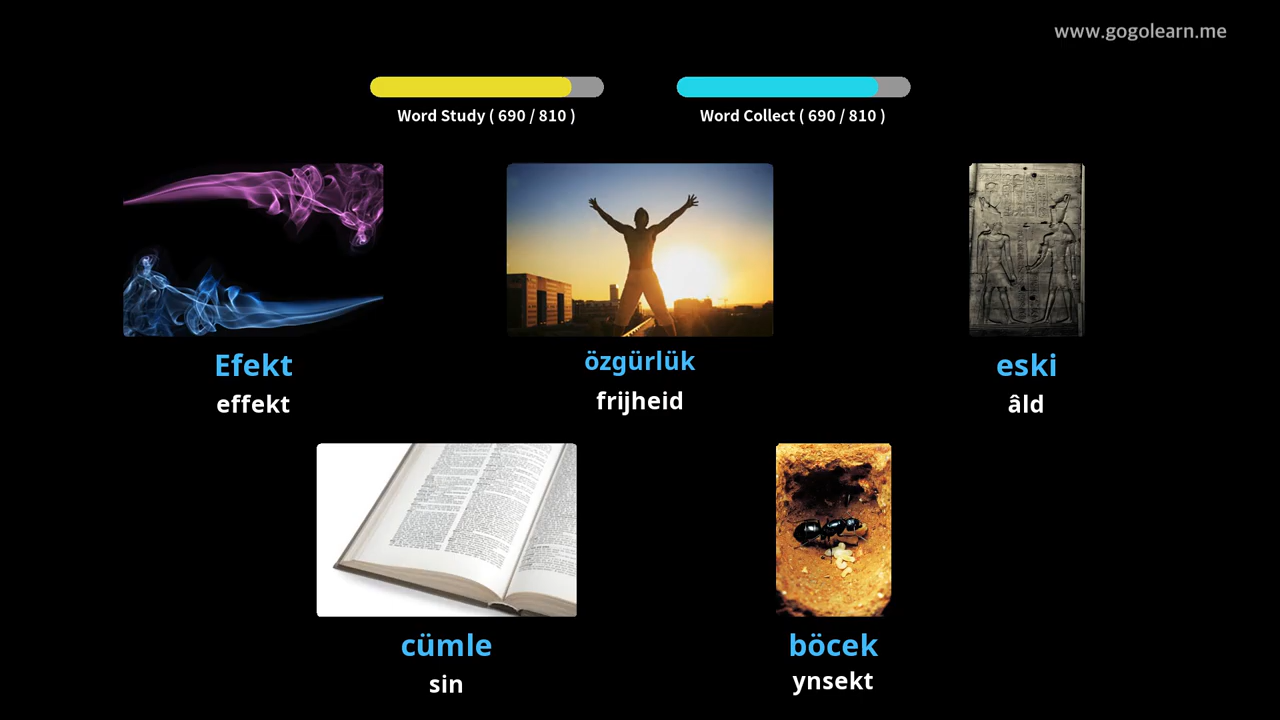 www.gogolearn.me
Word Study ( 690 / 810 )
Word Collect ( 690 / 810 )
Efekt
effekt
özgürlük
frijheid
eski
âld
cümle
sin
böcek
ynsekt